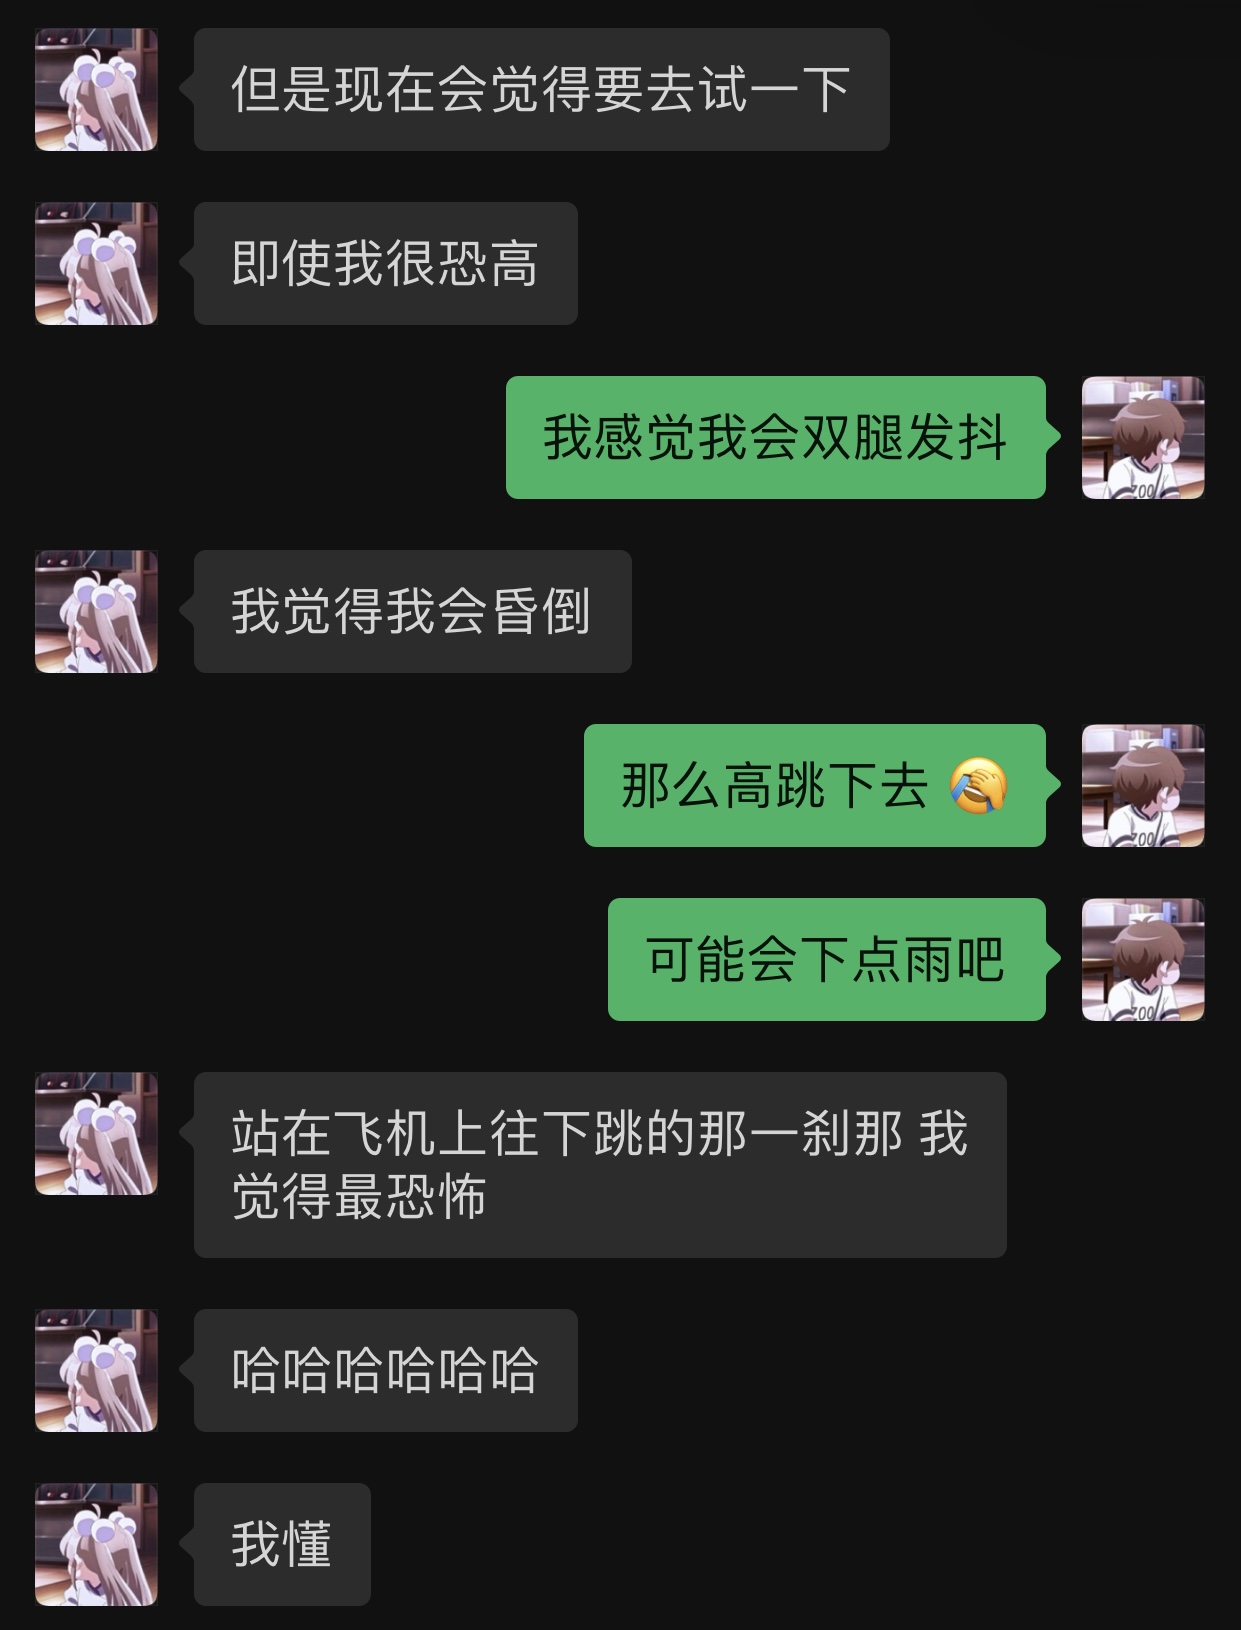 但是现在会觉得要去试一下
即使我很恐高
我感觉我会双腿发抖
ZOO
我觉得我会昏倒
那么高跳下去 🤣
ZOO
可能会下点雨吧
ZOO
站在飞机上往下跳的那一刹那 我
觉得最恐怖
哈哈哈哈哈哈
我懂